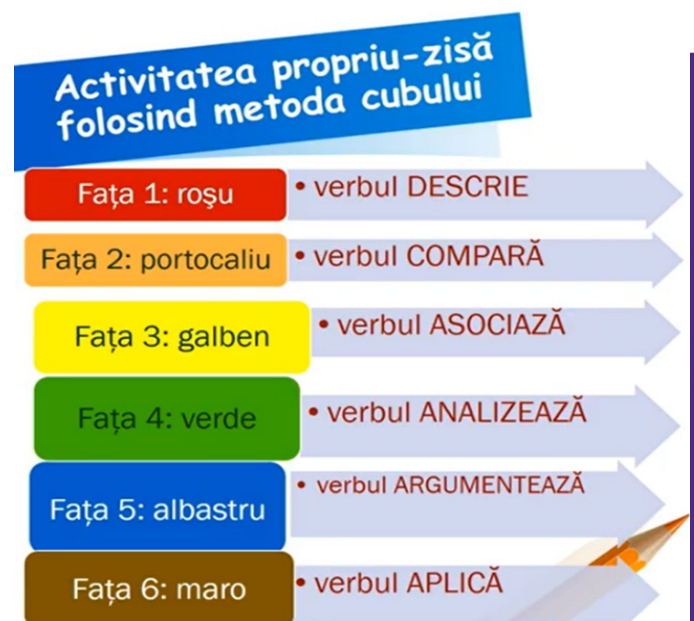 Activitatea propriu-zisă
folosind metoda cubului
Fața 1: roşu
• verbul DESCRIE
Fața 2: portocaliu
• verbul COMPARĂ
Fața 3: galben
• verbul ASOCIAZĂ
Fața 4: verde
• verbul ANALIZEAZĂ
Fața 5: albastru
• verbul ARGUMENTEAZĂ
Fața 6: maro
• verbul APLICĂ